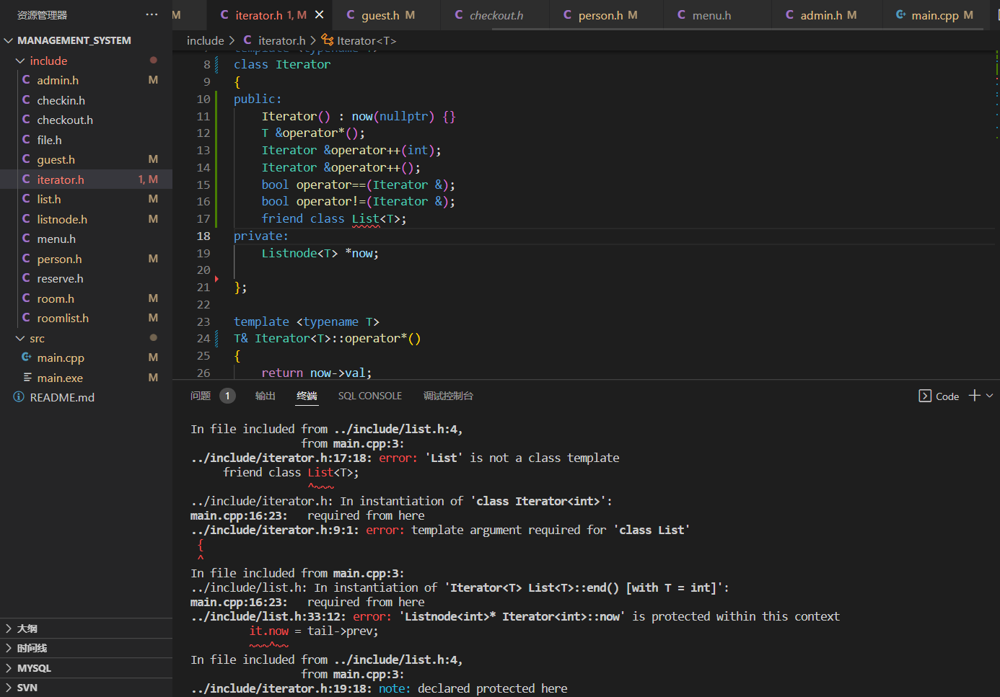 资源管理器 ···
M
C iterator.h 1, M ×
C guest.h M
C checkout.h
C person.h M
C menu.h
C admin.h M
main.cpp M
MANAGEMENT_SYSTEM
include > C iterator.h > Iterator<T>
include
C admin.h M
C checkin.h
C checkout.h
C file.h
C guest.h M
C iterator.h 1, M
C list.h M
C listnode.h M
C menu.h
C person.h M
C reserve.h
C room.h M
C roomlist.h M
src
main.cpp M
main.exe M
README.md
大纲
时间线
MYSQL
SVN
template <typename T>
8 class Iterator
9 {
10 public:
11 Iterator() : now(nullptr) {}
12 T &operator*();
13 Iterator &operator++(int);
14 Iterator &operator++();
15 bool operator==(Iterator &);
16 bool operator!=(Iterator &);
17 friend class List<T>;
18 private:
19 Listnode<T> *now;
20
21 };
22
23 template <typename T>
24 T& Iterator<T>::operator*()
25 {
26 return now->val;
问题 1 输出 终端 SQL CONSOLE 调试控制台 Code
In file included from ../include/list.h:4,
from main.cpp:3:
../include/iterator.h:17:18: error: 'List' is not a class template
friend class List<T>;
^~~~
../include/iterator.h: In instantiation of 'class Iterator<int>':
main.cpp:16:23: required from here
../include/iterator.h:9:1: error: template argument required for 'class List'
{
^
In file included from main.cpp:3:
../include/list.h: In instantiation of 'Iterator<T> List<T>::end() [with T = int]':
main.cpp:16:23: required from here
../include/list.h:33:12: error: 'Listnode<int>* Iterator<int>::now' is protected within this context
it.now = tail->prev;
~~~^~~
In file included from ../include/list.h:4,
from main.cpp:3:
../include/iterator.h:19:18: note: declared protected here